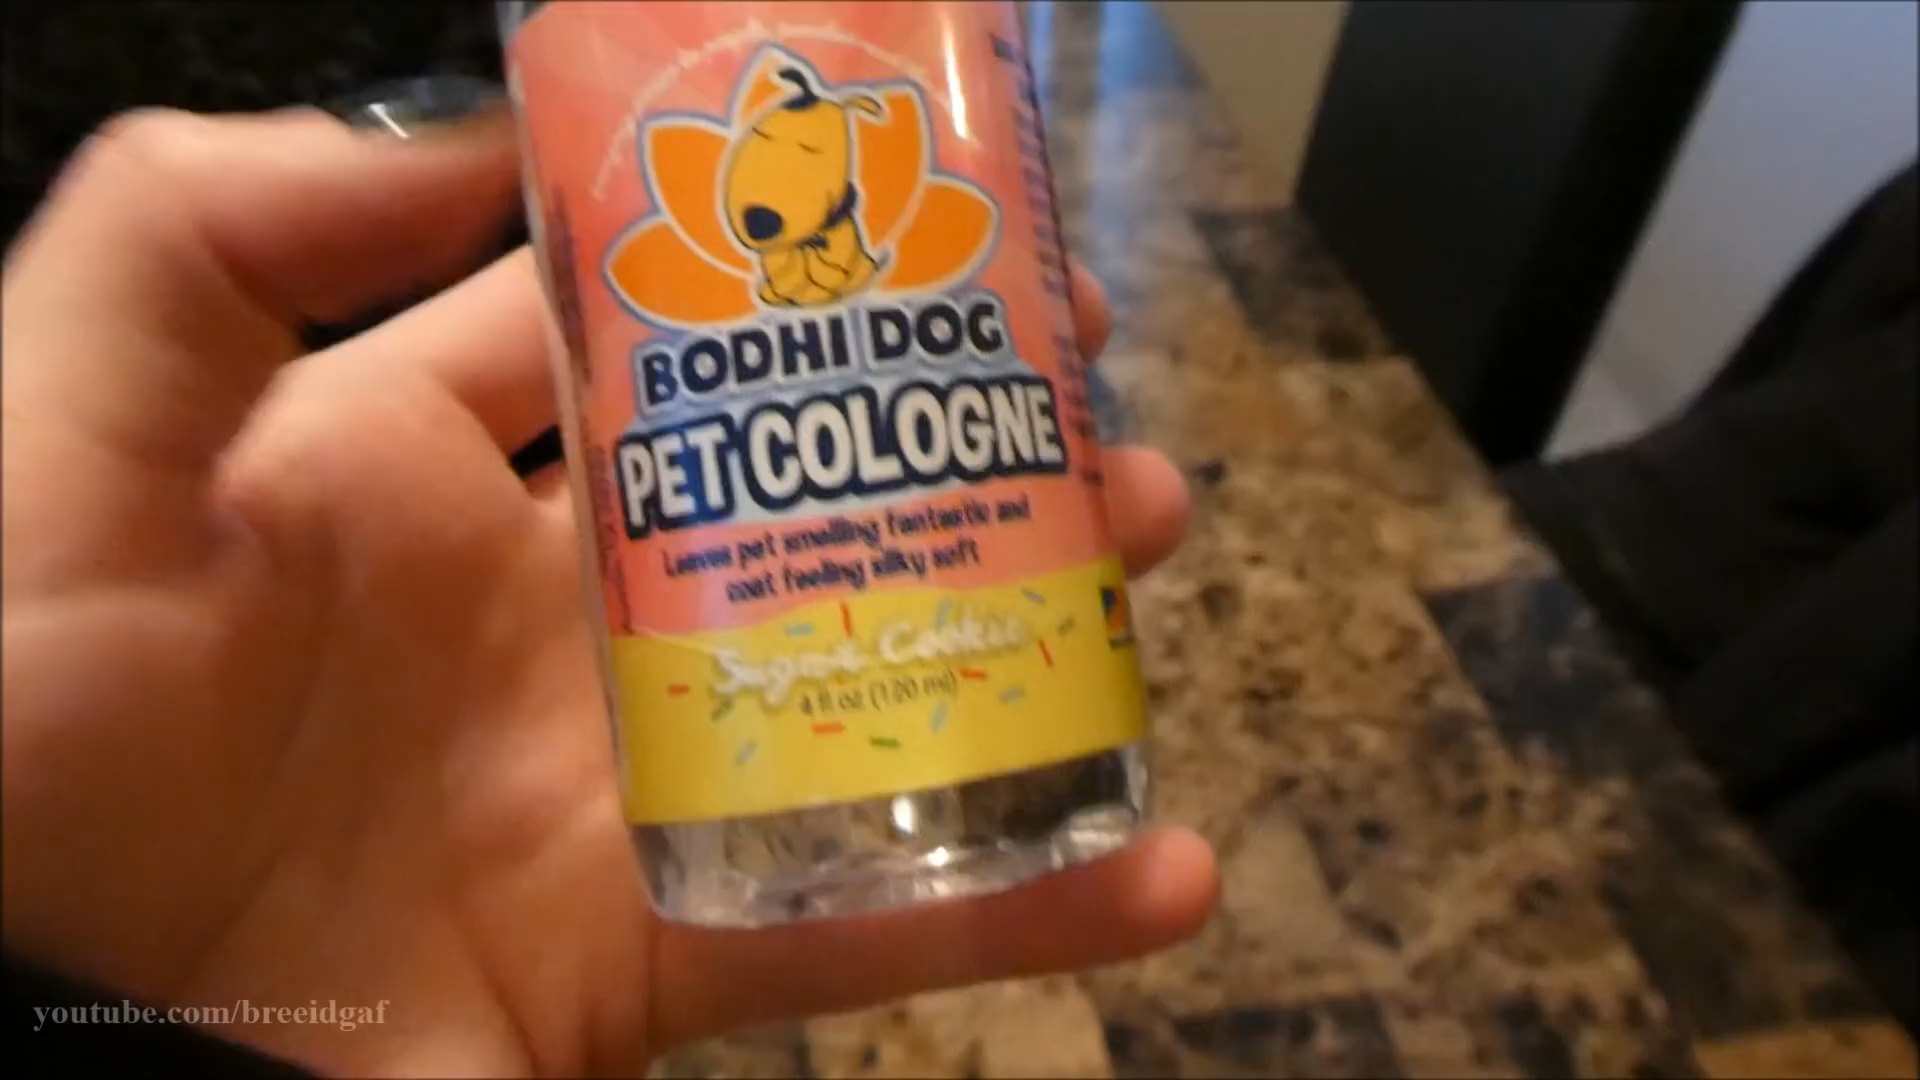 BODHI DOG
PET COLOGNE
Leaves pet smelling fantastic and
coat feeling silky soft
Sugar Cookie
4 fl oz (120 ml)
youtube.com/breeidgaf